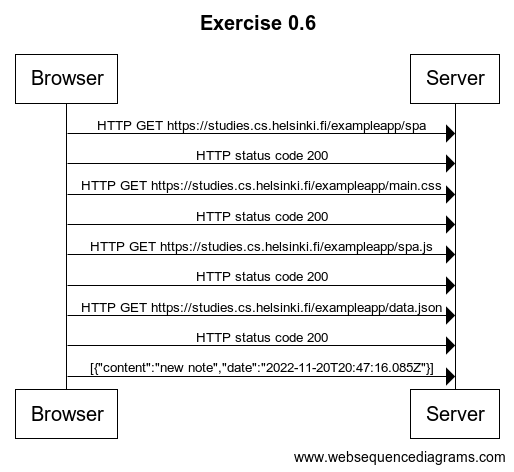 Exercise 0.6
Browser Server
HTTP GET https://studies.cs.helsinki.fi/exampleapp/spa
HTTP status code 200
HTTP GET https://studies.cs.helsinki.fi/exampleapp/main.css
HTTP status code 200
HTTP GET https://studies.cs.helsinki.fi/exampleapp/spa.js
HTTP status code 200
HTTP GET https://studies.cs.helsinki.fi/exampleapp/data.json
HTTP status code 200
[{"content":"new note","date":"2022-11-20T20:47:16.085Z"}]
Browser Server
www.websequencediagrams.com